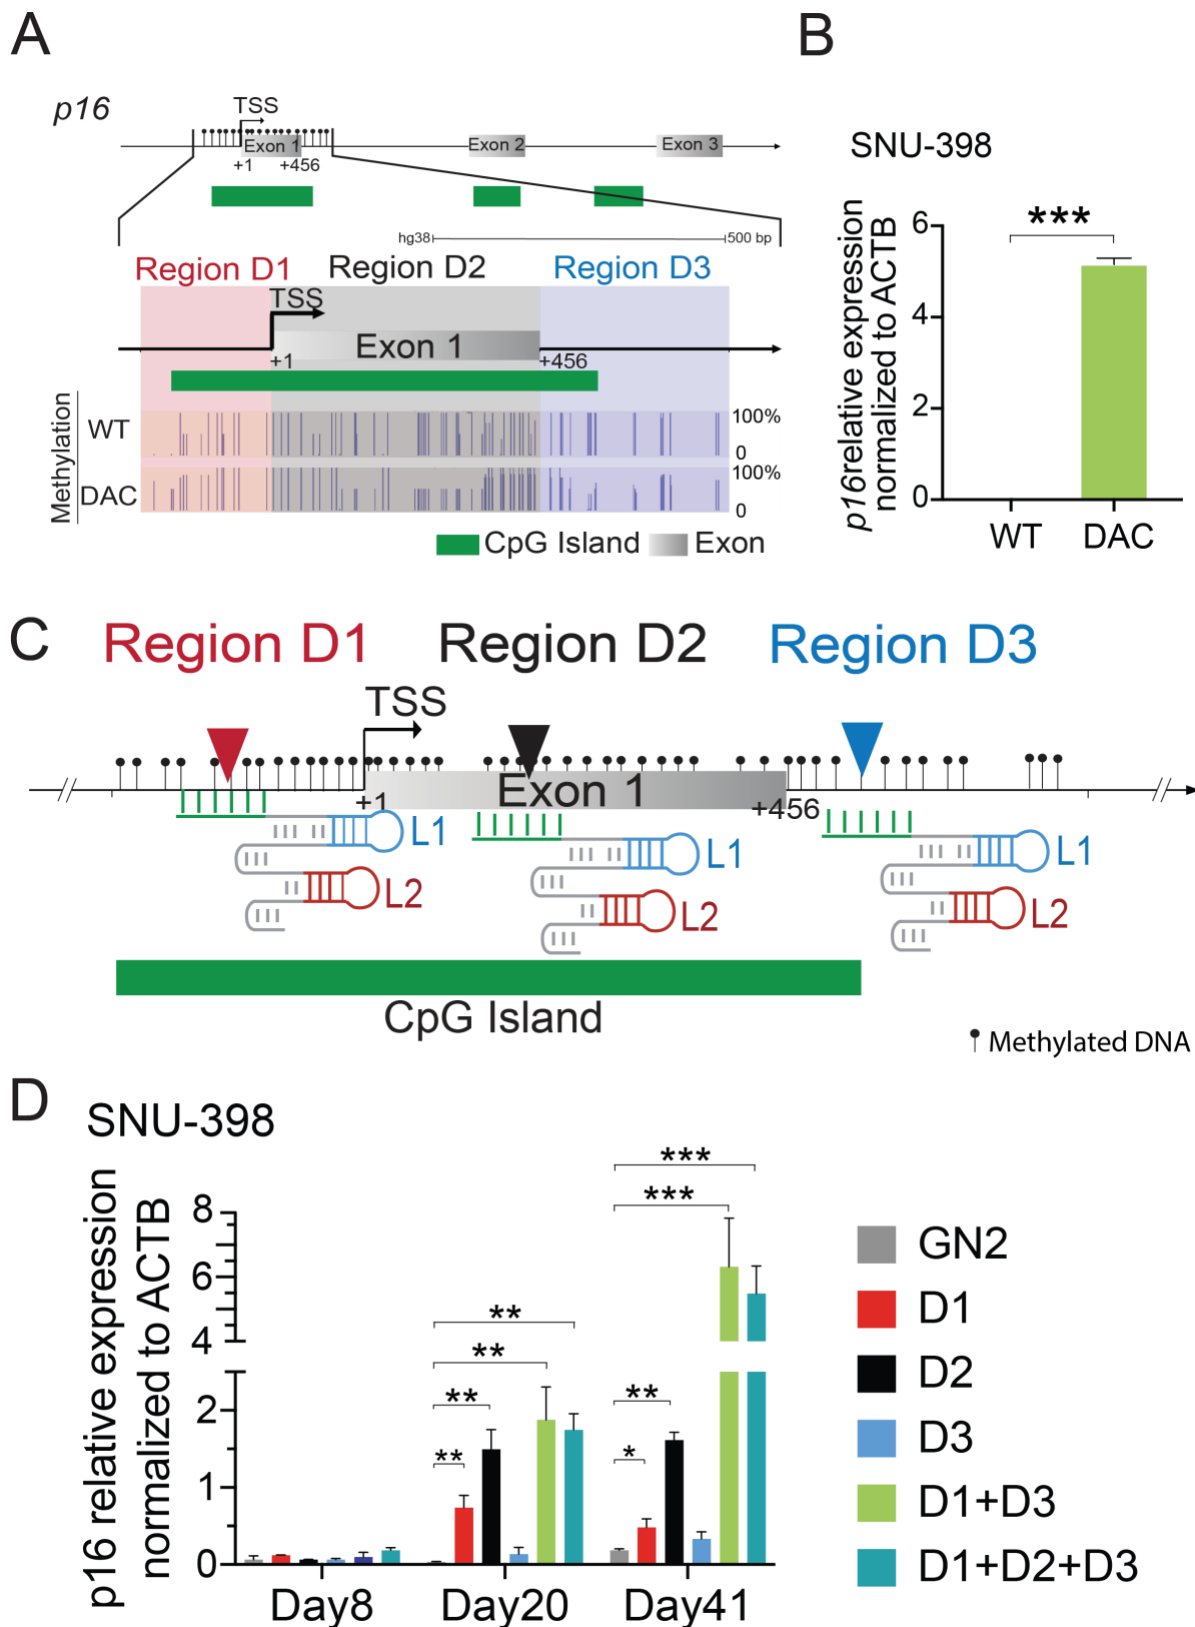 A
p16
TSS
Exon 1
+1
+456
Exon 2
Exon 3
hg38
500 bp
Region D1
Region D2
Region D3
TSS
Exon 1
+1
+456
Methylation
WT
100%
0
DAC
100%
0
CpG Island
Exon
B
SNU-398
p16relative expression
normalized to ACTB
6
4
2
0
***
WT
DAC
C
Region D1
Region D2
Region D3
TSS
Exon 1
+1
+456
L1
L2
L1
L2
L1
L2
CpG Island
Methylated DNA
D
SNU-398
p16 relative expression
normalized to ACTB
8
6
4
2
1
0
**
**
**
**
*
**
***
***
Day8
Day20
Day41
GN2
D1
D2
D3
D1+D3
D1+D2+D3